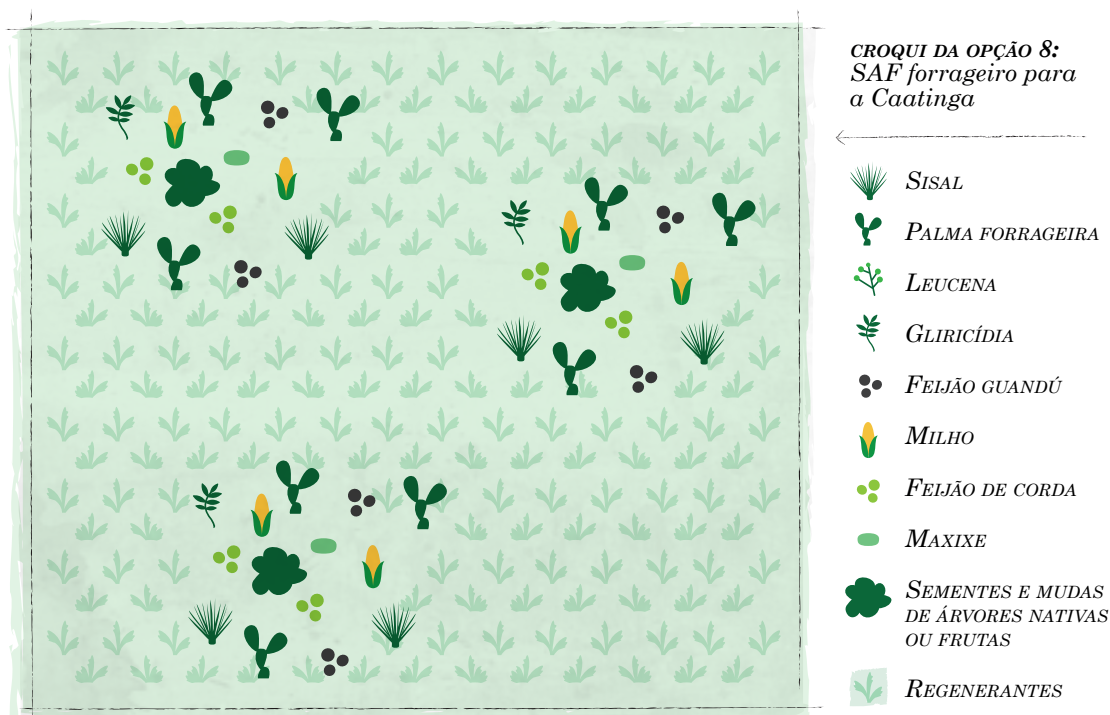 CROQUI DA OPÇÃO 8:
SAF forrageiro para
a Caatinga
SISAL
PALMA FORRAGEIRA
LEUCENA
GLIRICÍDIA
FEIJÃO GUANDÚ
MILHO
FEIJÃO DE CORDA
MAXIXE
SEMENTES E MUDAS
DE ÁRVORES NATIVAS
OU FRUTAS
REGENERANTES